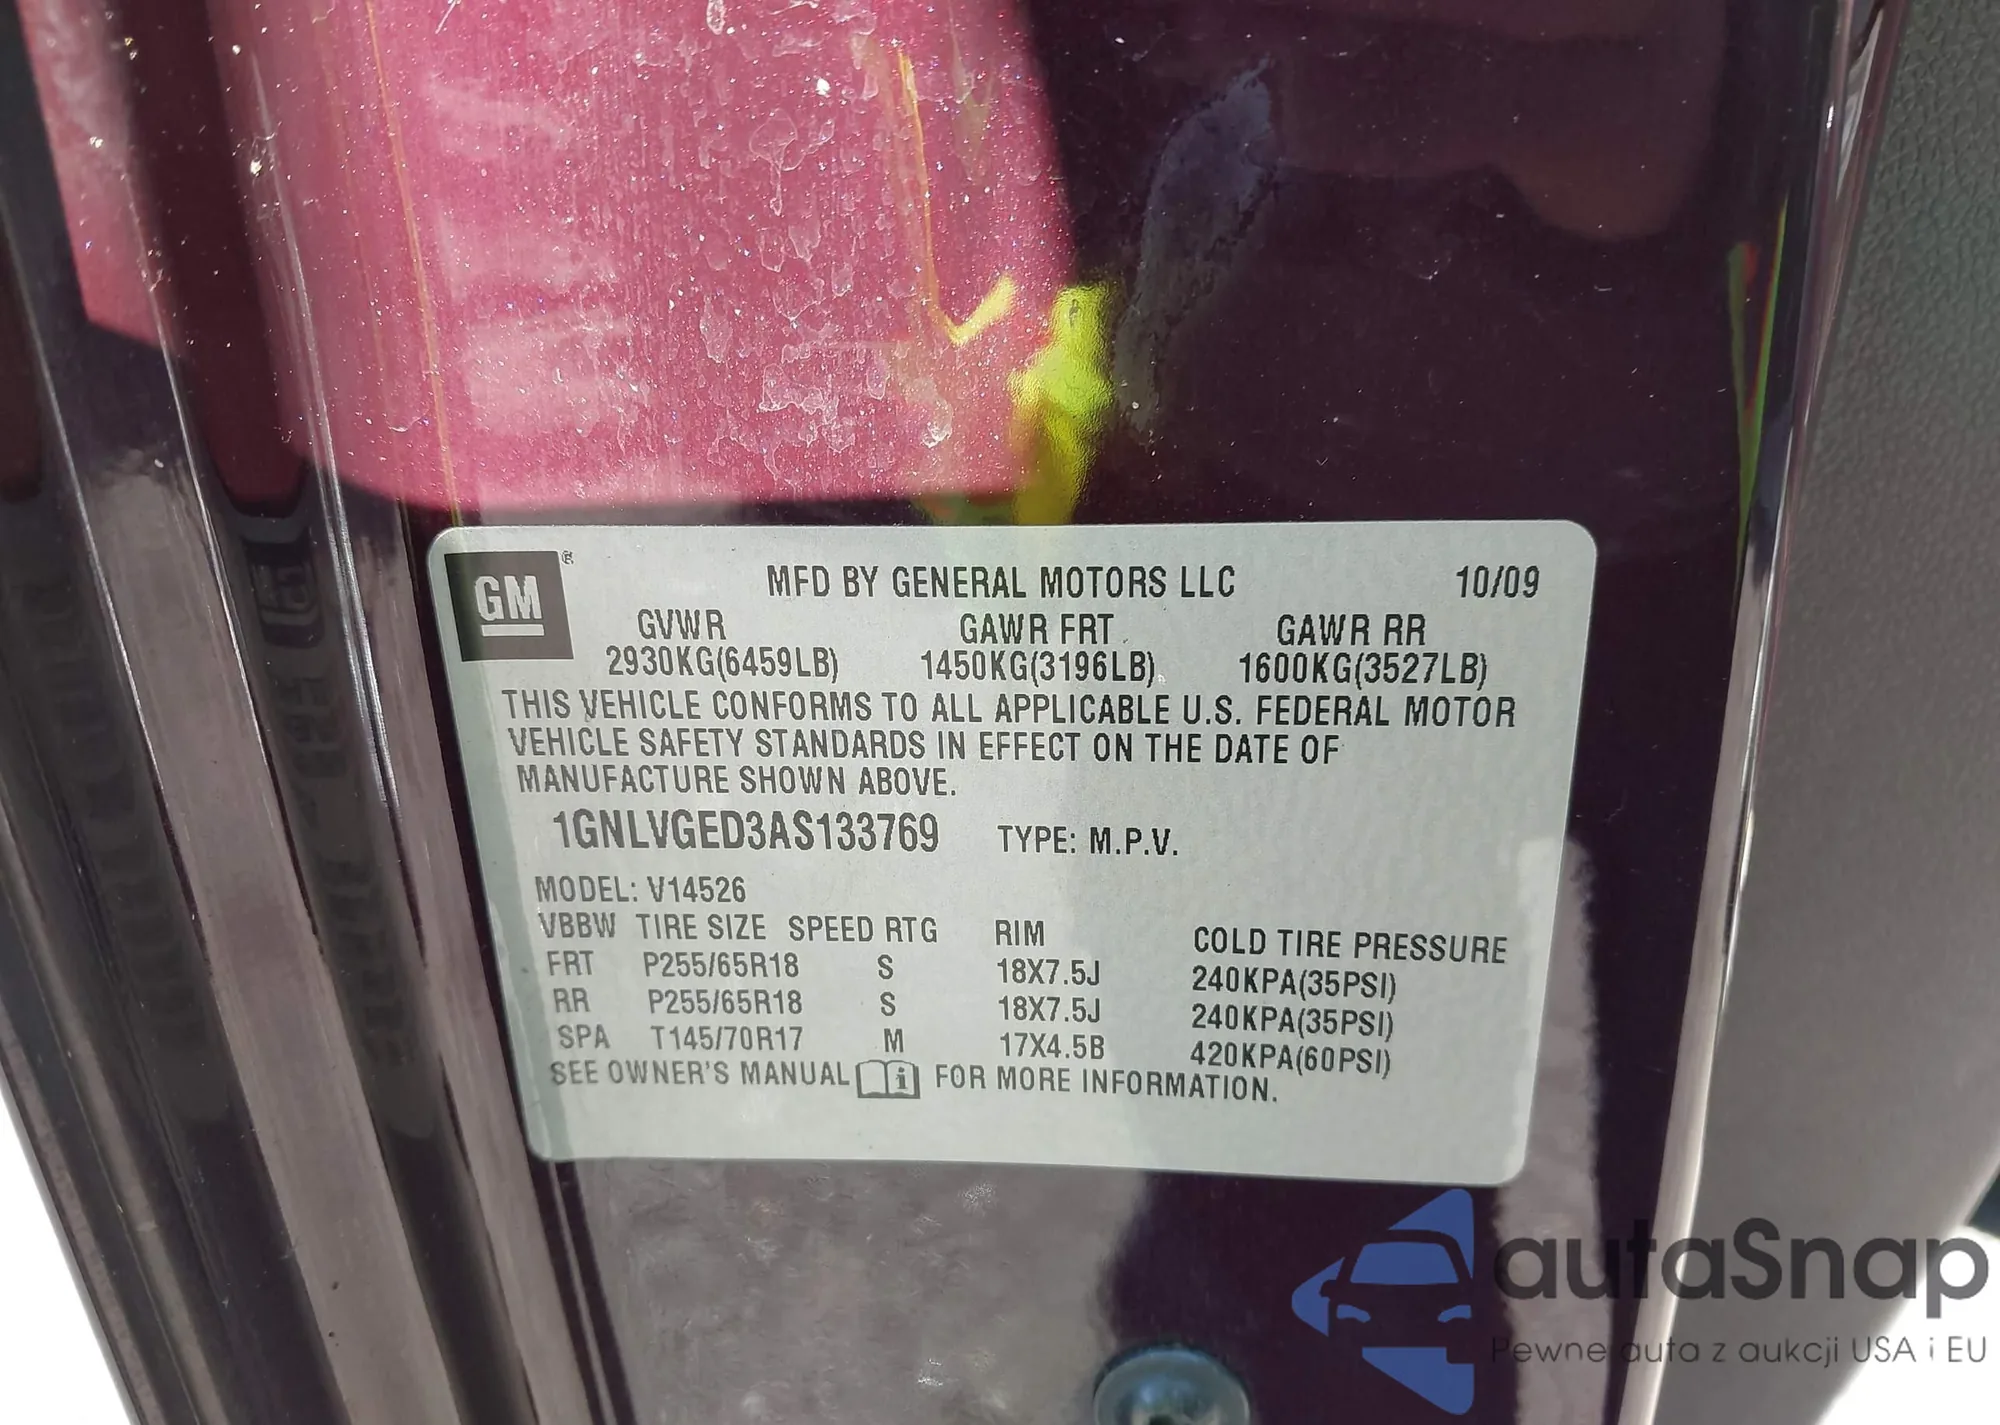 GM ®
MFD BY GENERAL MOTORS LLC 10/09
GVWR GAWR FRT GAWR RR
2930KG(6459LB) 1450KG(3196LB) 1600KG(3527LB)
THIS VEHICLE CONFORMS TO ALL APPLICABLE U.S. FEDERAL MOTOR
VEHICLE SAFETY STANDARDS IN EFFECT ON THE DATE OF
MANUFACTURE SHOWN ABOVE.
1GNLVGED3AS133769 TYPE: M.P.V.
MODEL: V14526
VBBW TIRE SIZE SPEED RTG RIM COLD TIRE PRESSURE
FRT P255/65R18 S 18X7.5J 240KPA(35PSI)
RR P255/65R18 S 18X7.5J 240KPA(35PSI)
SPA T145/70R17 M 17X4.5B 420KPA(60PSI)
SEE OWNER'S MANUAL i FOR MORE INFORMATION.
autaSnap
Pewne auta z aukcji USA i EU